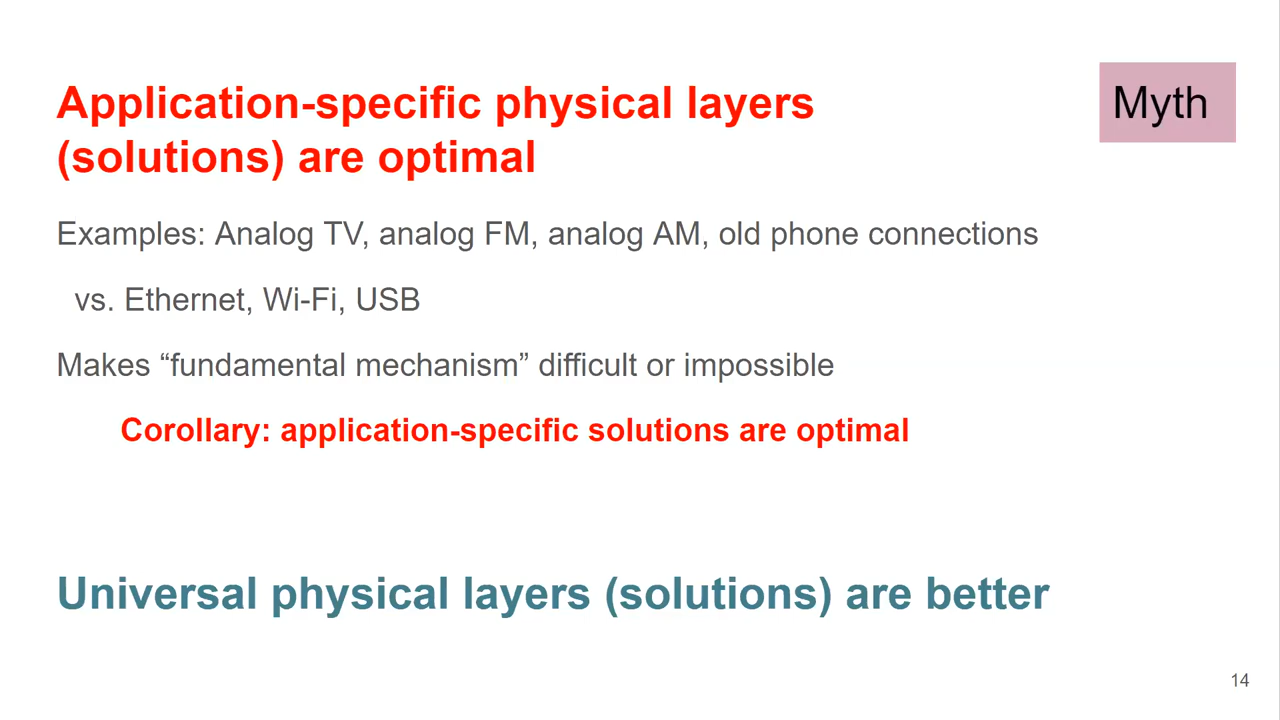 Application-specific physical layers
(solutions) are optimal
Myth
Examples: Analog TV, analog FM, analog AM, old phone connections
vs. Ethernet, Wi-Fi, USB
Makes “fundamental mechanism” difficult or impossible
Corollary: application-specific solutions are optimal
Universal physical layers (solutions) are better
14